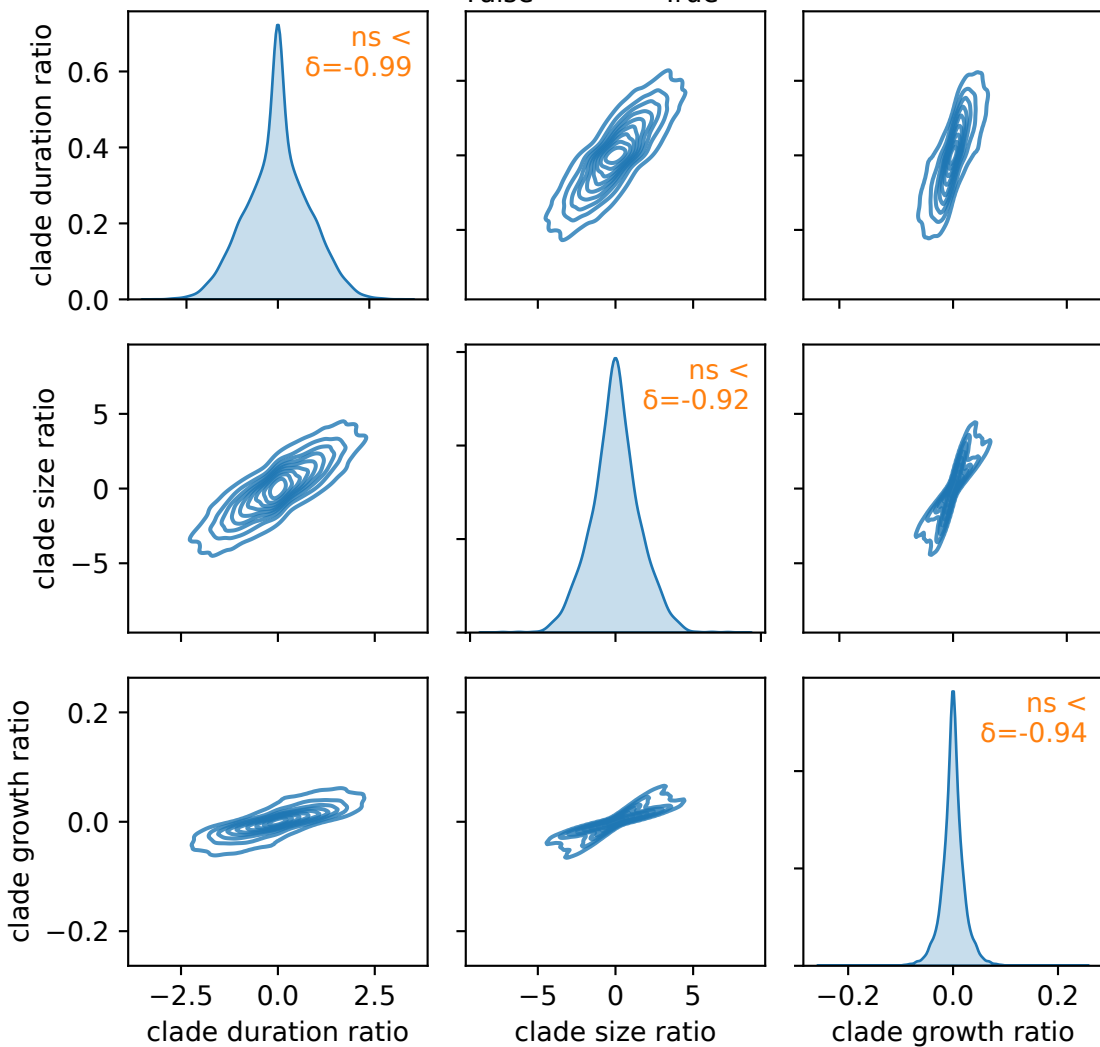 True
clade duration ratio
0.6
0.4
0.2
0.0
ns <
δ=-0.99
clade size ratio
5
0
−5
ns <
δ=-0.92
clade growth ratio
0.2
0.0
−0.2
ns <
δ=-0.94
−2.5 0.0 2.5
−5 0 5
−0.2 0.0 0.2
clade duration ratio
clade size ratio
clade growth ratio